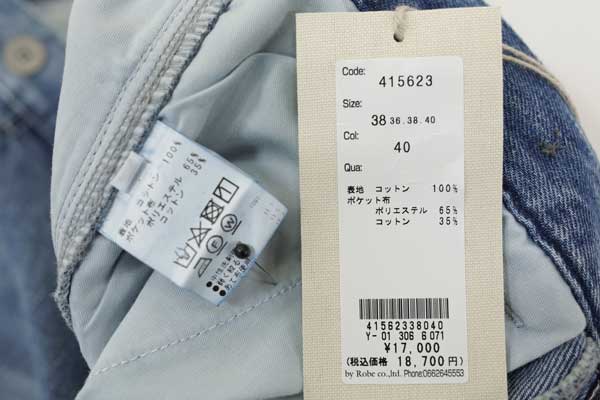 Code: 415623
Size: 38 36.38.40
Col: 40
Qua:
表地 コットン 100%
ポケット布
ポリエステル 65%
コットン 35%
41562338040
Y- 01 306 6071
¥17,000
(税込価格 18,700円)
by Robe co.,ltd. Phone:0662645553
コットン 100%
ポケット布
ポリエステル 65%
コットン 35%
W
E